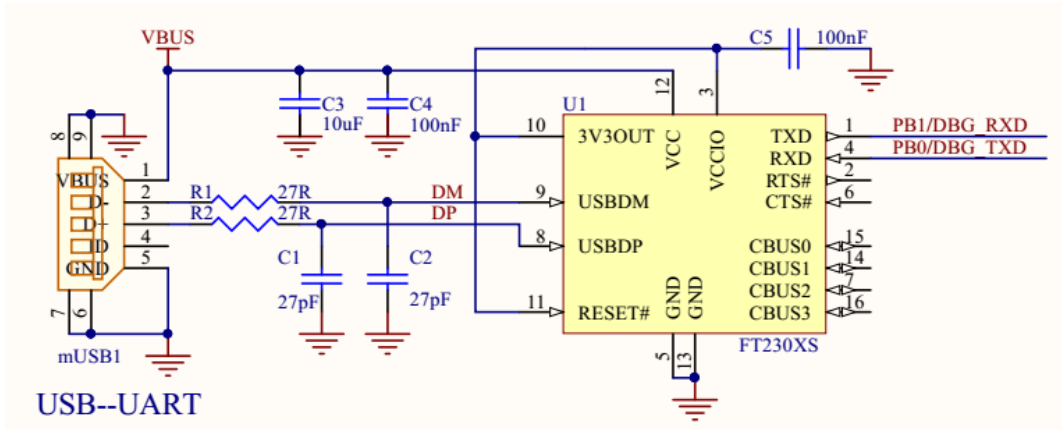 VBUS
C5
100nF
C3
10uF
C4
100nF
12
3
U1
8
9
10
3V3OUT
VCC
VCCIO
TXD
1
PB1/DBG_RXD
RXD
4
PB0/DBG_TXD
VBUS
1
RTS#
2
D-
2
R1
27R
DM
9
USBDM
CTS#
6
D+
3
R2
27R
DP
ID
4
8
USBDP
CBUS0
15
GND
5
C1
27pF
C2
27pF
CBUS1
14
CBUS2
7
11
RESET#
GND
GND
CBUS3
16
7
6
5
13
FT230XS
mUSB1
USB--UART